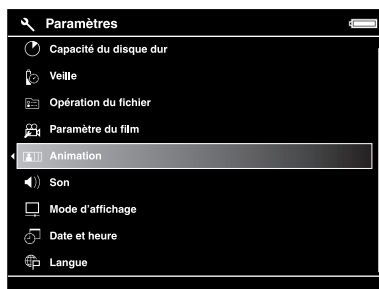 Paramètres
Capacité du disque dur
Veille
Opération du fichier
Paramètre du film
Animation
Son
Mode d'affichage
Date et heure
Langue